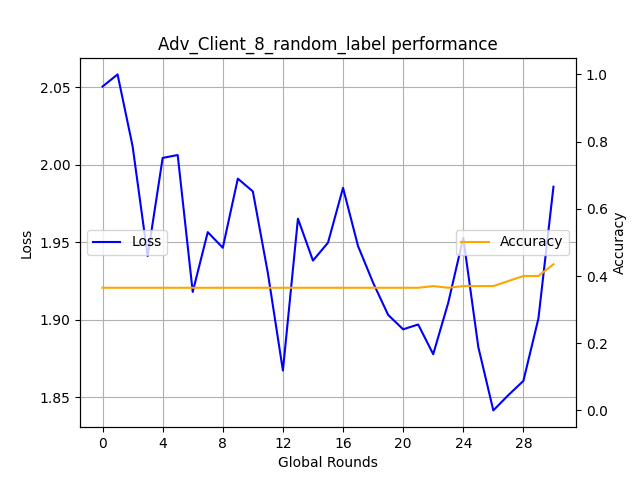 Adv_Client_8_random_label performance
Loss
2.05
2.00
1.95
1.90
1.85
1.0
0.8
0.6
0.4
0.2
0.0
Accuracy
Loss
Accuracy
0 4 8 12 16 20 24 28
Global Rounds